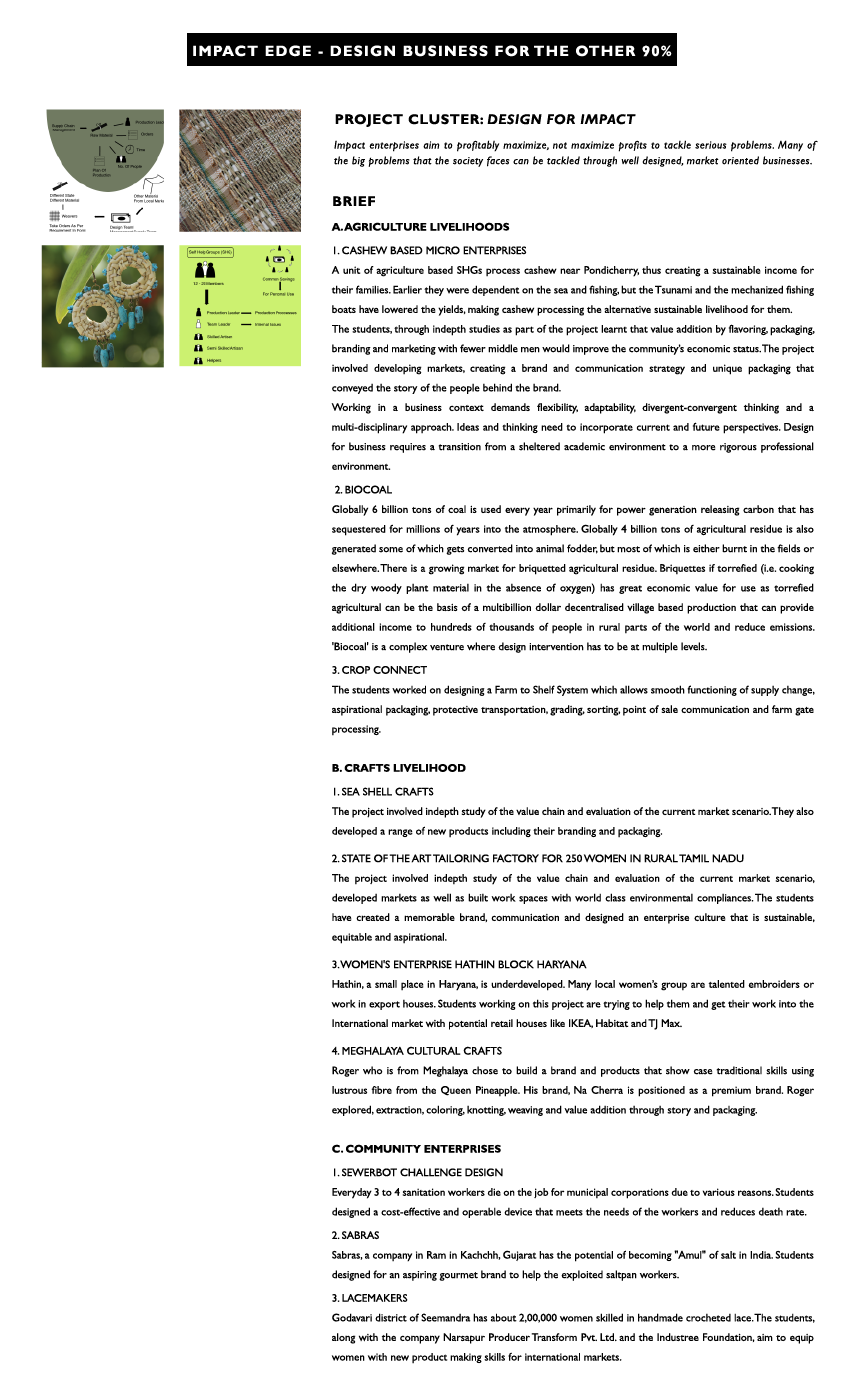 IMPACT EDGE - DESIGN BUSINESS FOR THE OTHER 90%
Supply Chain
Raw Material
Production Lead
Orders
Time
No. Of People
Plan Of
Production
Different State
Different Material
Other Material
From Local Market
Weavers
Take Orders As Per
Design Team
Self Help Groups (SHG)
12 - 20 Members
Common Savings
For Personal Use
Production Leader
Production Processes
Team Leader
Internal Issues
Skilled Artisan
Semi Skilled Artisan
Helpers
PROJECT CLUSTER: DESIGN FOR IMPACT
Impact enterprises aim to profitably maximize, not maximize profits to tackle serious problems. Many of
the big problems that the society faces can be tackled through well designed, market oriented businesses.
BRIEF
A. AGRICULTURE LIVELIHOODS
1. CASHEW BASED MICRO ENTERPRISES
A unit of agriculture based SHGs process cashew near Pondicherry, thus creating a sustainable income for
their families. Earlier they were dependent on the sea and fishing, but the Tsunami and the mechanized fishing
boats have lowered the yields, making cashew processing the alternative sustainable livelihood for them.
The students, through indepth studies as part of the project learnt that value addition by flavoring, packaging,
branding and marketing with fewer middle men would improve the community's economic status. The project
involved developing markets, creating a brand and communication strategy and unique packaging that
conveyed the story of the people behind the brand.
Working in a business context demands flexibility, adaptability, divergent-convergent thinking and a
multi-disciplinary approach. Ideas and thinking need to incorporate current and future perspectives. Design
for business requires a transition from a sheltered academic environment to a more rigorous professional
environment.
2. BIOCOAL
Globally 6 billion tons of coal is used every year primarily for power generation releasing carbon that has
sequestered for millions of years into the atmosphere. Globally 4 billion tons of agricultural residue is also
generated some of which gets converted into animal fodder, but most of which is either burnt in the fields or
elsewhere. There is a growing market for briquetted agricultural residue. Briquettes if torrefied (i.e. cooking
the dry woody plant material in the absence of oxygen) has great economic value for use as torrefied
agricultural can be the basis of a multibillion dollar decentralised village based production that can provide
additional income to hundreds of thousands of people in rural parts of the world and reduce emissions.
'Biocoal' is a complex venture where design intervention has to be at multiple levels.
3. CROP CONNECT
The students worked on designing a Farm to Shelf System which allows smooth functioning of supply change,
aspirational packaging, protective transportation, grading, sorting, point of sale communication and farm gate
processing.
B. CRAFTS LIVELIHOOD
1. SEA SHELL CRAFTS
The project involved indepth study of the value chain and evaluation of the current market scenario. They also
developed a range of new products including their branding and packaging.
2. STATE OF THE ART TAILORING FACTORY FOR 250 WOMEN IN RURAL TAMIL NADU
The project involved indepth study of the value chain and evaluation of the current market scenario,
developed markets as well as built work spaces with world class environmental compliances. The students
have created a memorable brand, communication and designed an enterprise culture that is sustainable,
equitable and aspirational.
3. WOMEN'S ENTERPRISE HATHIN BLOCK HARYANA
Hathin, a small place in Haryana, is underdeveloped. Many local women's group are talented embroiders or
work in export houses. Students working on this project are trying to help them and get their work into the
International market with potential retail houses like IKEA, Habitat and TJ Max.
4. MEGHALAYA CULTURAL CRAFTS
Roger who is from Meghalaya chose to build a brand and products that show case traditional skills using
lustrous fibre from the Queen Pineapple. His brand, Na Cherra is positioned as a premium brand. Roger
explored, extraction, coloring, knotting, weaving and value addition through story and packaging.
C. COMMUNITY ENTERPRISES
1. SEWERBOT CHALLENGE DESIGN
Everyday 3 to 4 sanitation workers die on the job for municipal corporations due to various reasons. Students
designed a cost-effective and operable device that meets the needs of the workers and reduces death rate.
2. SABRAS
Sabras, a company in Ram in Kachchh, Gujarat has the potential of becoming "Amul" of salt in India. Students
designed for an aspiring gourmet brand to help the exploited saltpan workers.
3. LACEMAKERS
Godavari district of Seemandra has about 2,00,000 women skilled in handmade crocheted lace. The students,
along with the company Narsapur Producer Transform Pvt. Ltd. and the Industree Foundation, aim to equip
women with new product making skills for international markets.